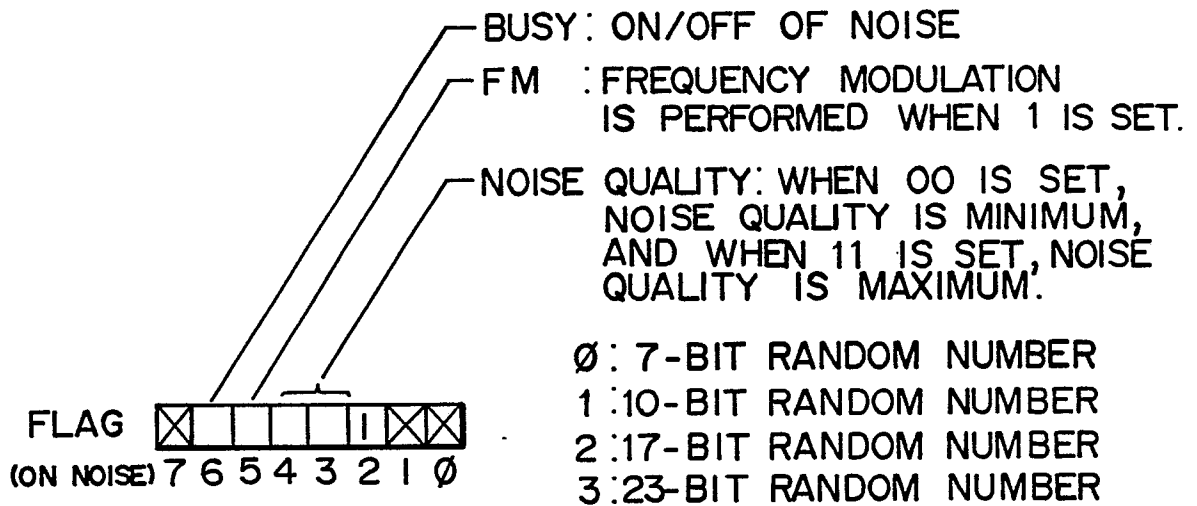 BUSY: ON/OFF OF NOISE
FM : FREQUENCY MODULATION
IS PERFORMED WHEN 1 IS SET.
NOISE QUALITY: WHEN 00 IS SET,
NOISE QUALITY IS MINIMUM,
AND WHEN 11 IS SET, NOISE
QUALITY IS MAXIMUM.
Ø: 7-BIT RANDOM NUMBER
1:10-BIT RANDOM NUMBER
2:17-BIT RANDOM NUMBER
3:23-BIT RANDOM NUMBER
FLAG 1
(ON NOISE) 7 6 5 4 3 2 1 Ø